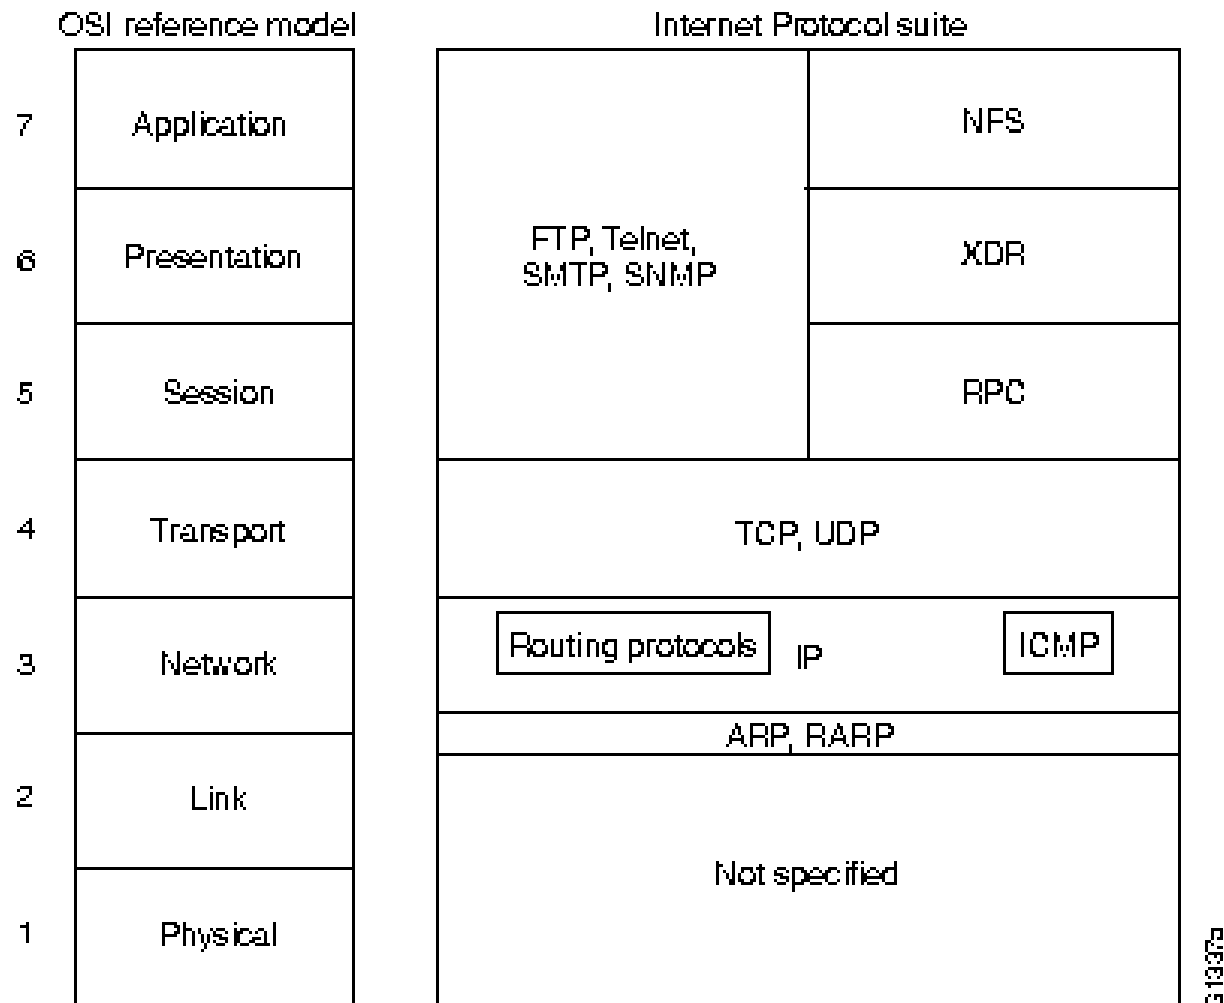 OSI reference model
Internet Protocol suite
7
Application
NFS
6
Presentation
FTP, Telnet,
SMTP, SNMP
XDR
5
Session
RPC
4
Transport
TCP, UDP
3
Network
Routing protocols
IP
ICMP
ARP, RARP
2
Link
Not specified
1
Physical